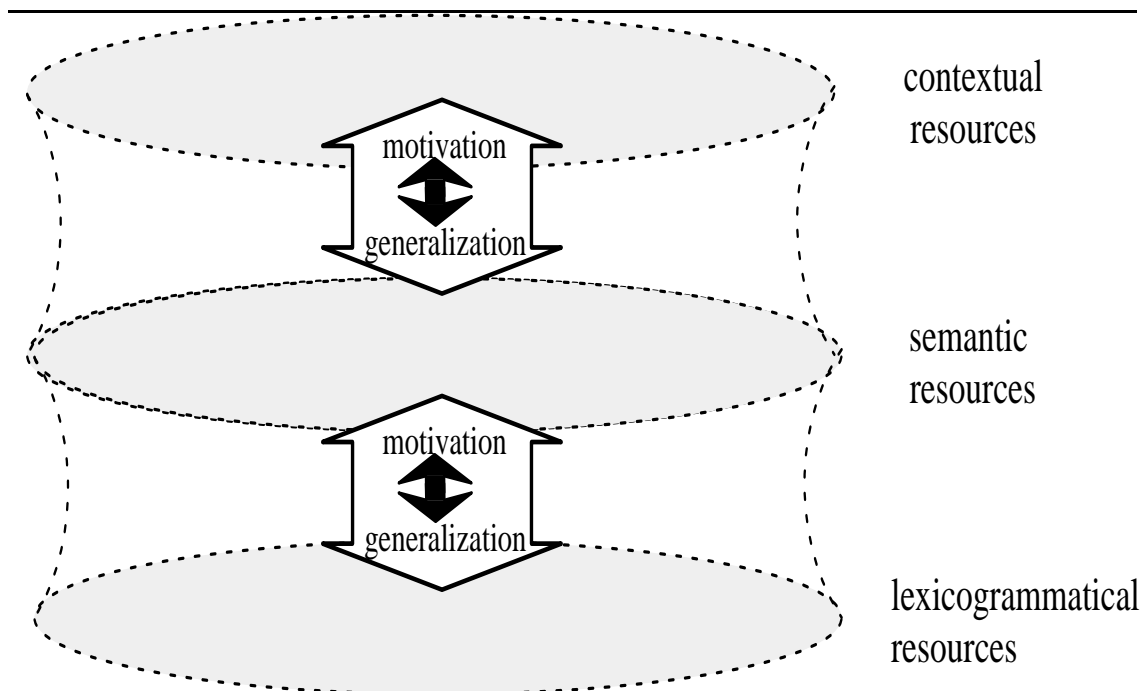 contextual
resources
motivation
generalization
semantic
resources
motivation
generalization
lexicogrammatical
resources